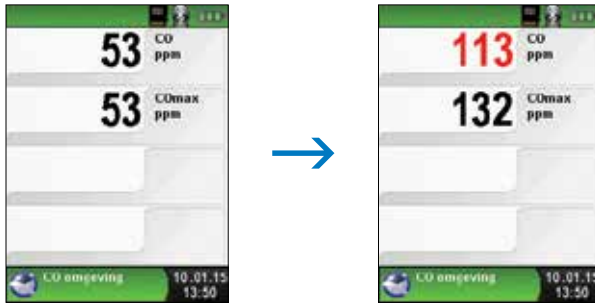 53 CO
ppm
53 COmax
ppm
CO omgeving 10.01.15
13:50
113 CO
ppm
132 COmax
ppm
CO omgeving 10.01.15
13:50